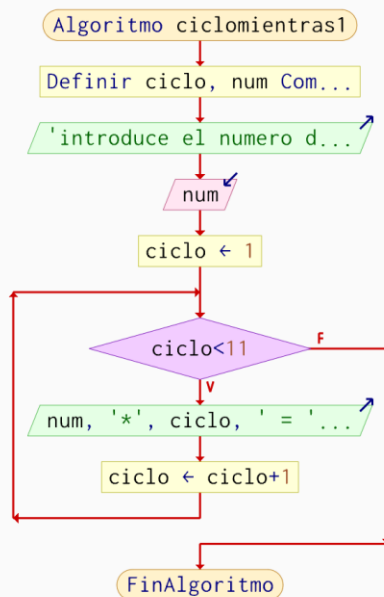 Algoritmo ciclomientras1
Definir ciclo, num Com...
'introduce el numero d...
num
ciclo ← 1
ciclo<11
F
V
num, '*', ciclo, ' = '...
ciclo ← ciclo+1
FinAlgoritmo